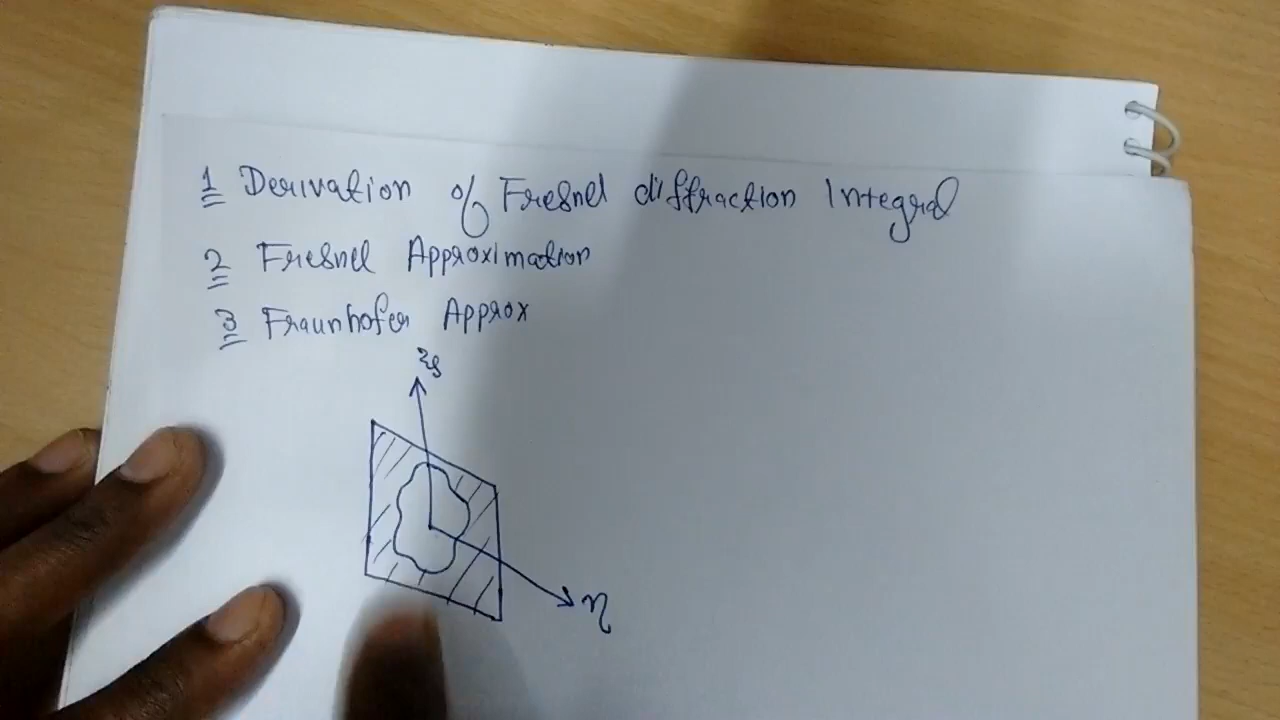 1 Derivation of Fresnel diffraction Integral
2 Fresnel Approximation
3 Fraunhofer Approx
ξ
η